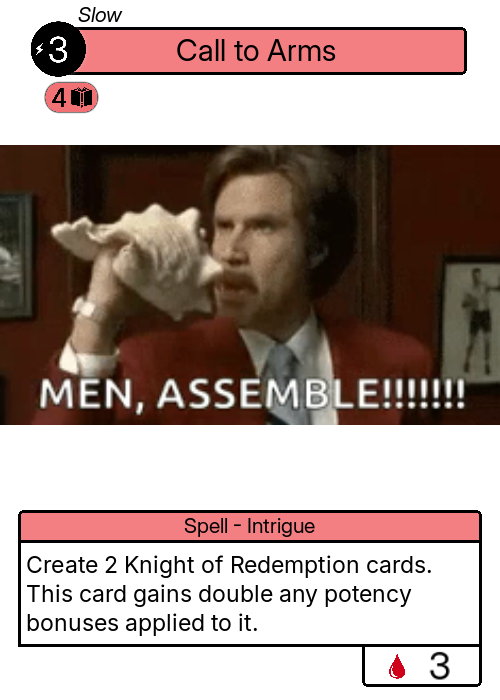 Slow
3
Call to Arms
4
MEN, ASSEMBLE!!!!!!!
Spell - Intrigue
Create 2 Knight of Redemption cards.
This card gains double any potency
bonuses applied to it.
3